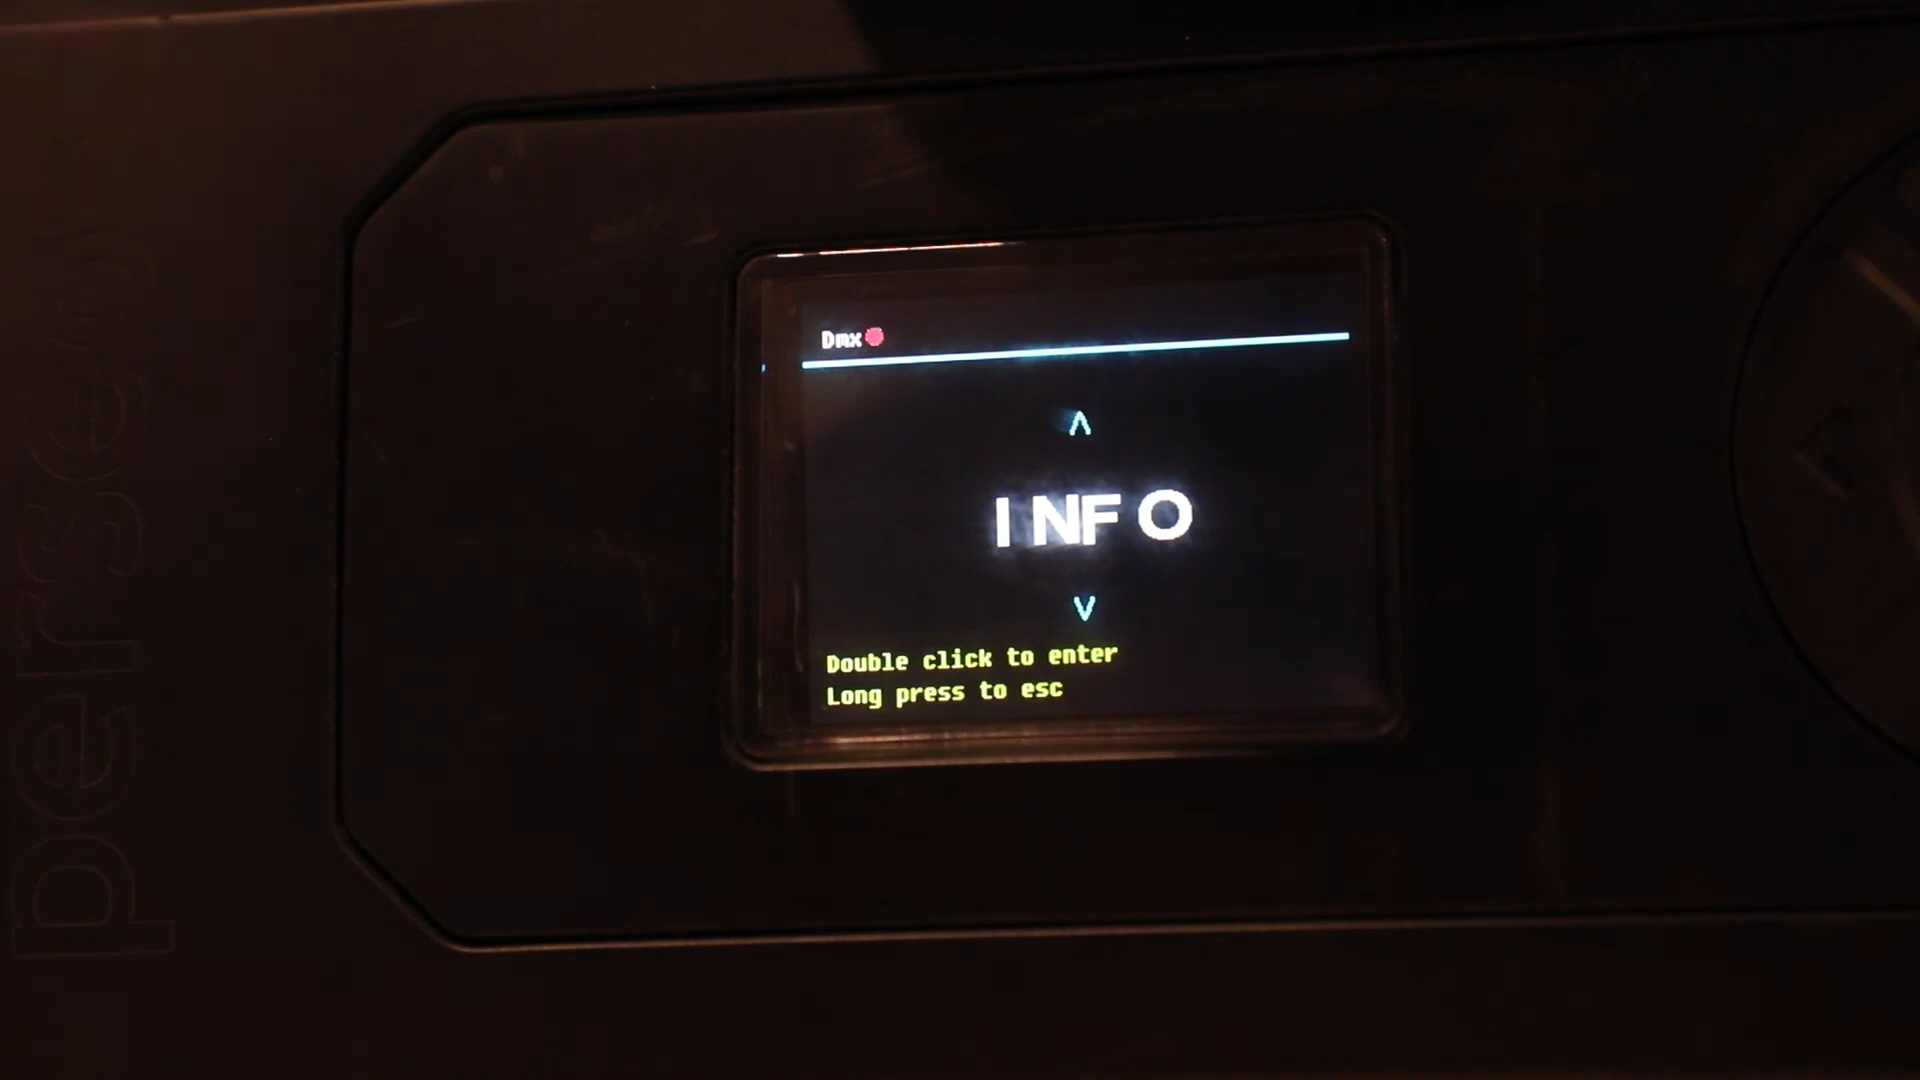 Dmx
^
INFO
v
Double click to enter
Long press to esc